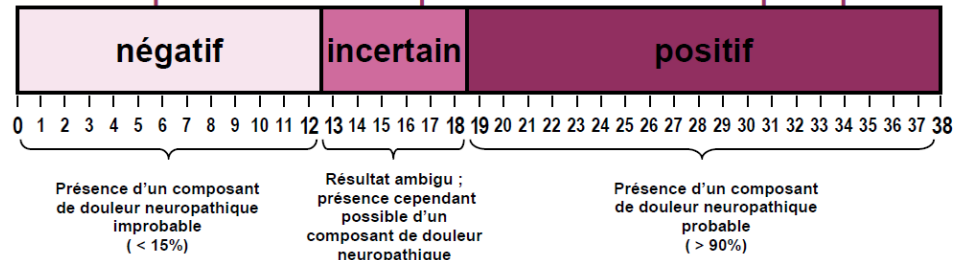 négatif incertain positif
0 1 2 3 4 5 6 7 8 9 10 11 12 13 14 15 16 17 18 19 20 21 22 23 24 25 26 27 28 29 30 31 32 33 34 35 36 37 38
Présence d’un composant
de douleur neuropathique
improbable
( < 15%)
Résultat ambigu ;
présence cependant
possible d’un
composant de douleur
neuropathique
Présence d’un composant
de douleur neuropathique
probable
( > 90%)